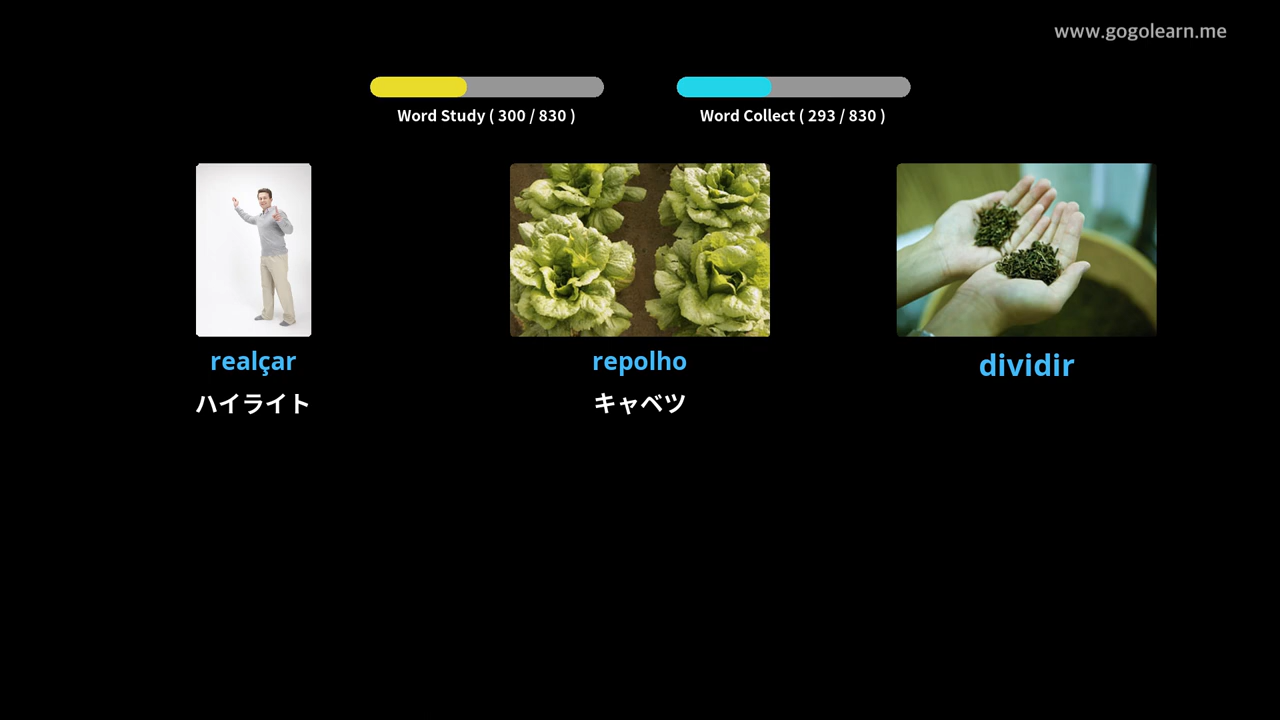 www.gogolearn.me
Word Study ( 300 / 830 )
Word Collect ( 293 / 830 )
realçar
ハイライト
repolho
キャベツ
dividir